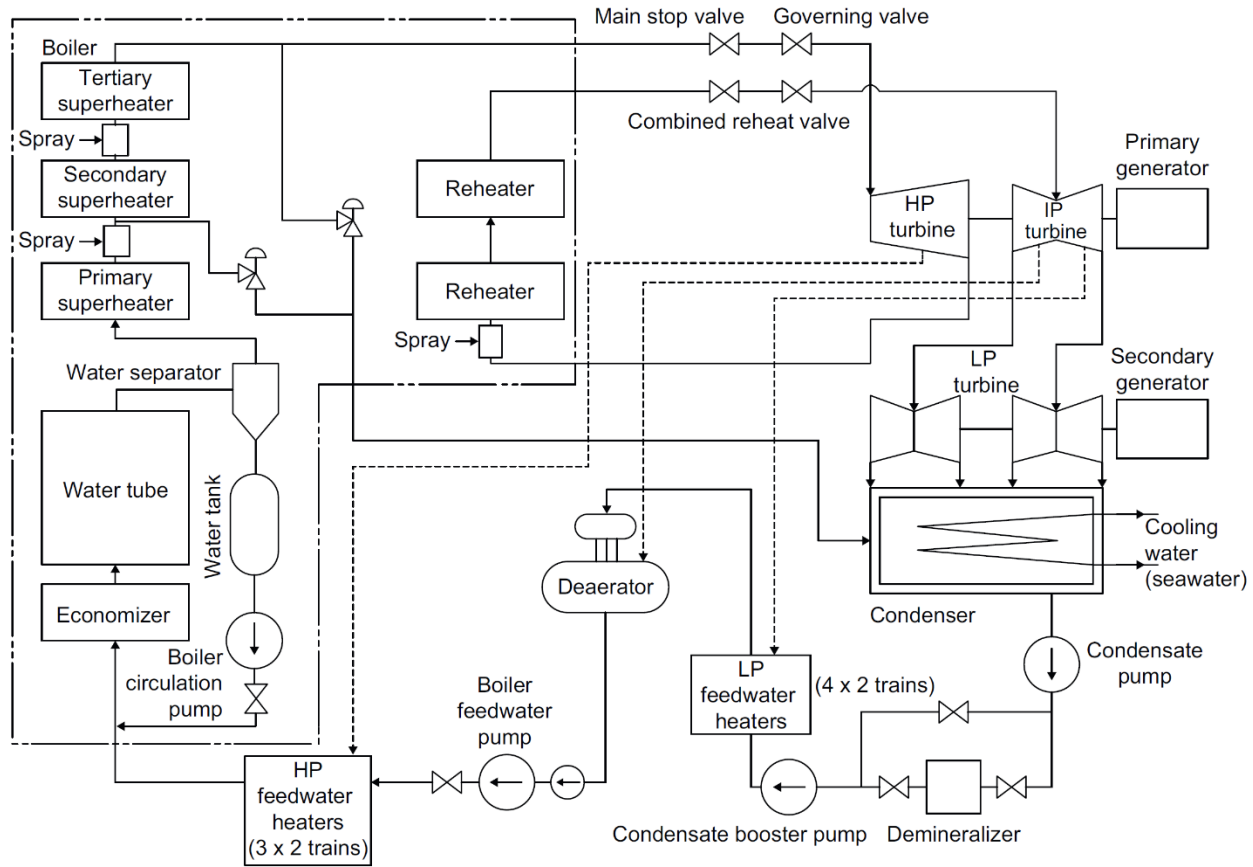 Main stop valve
Governing valve
Boiler
Tertiary
superheater
Spray
Combined reheat valve
Secondary
superheater
Reheater
Primary
generator
HP
turbine
IP
turbine
Spray
Primary
superheater
Reheater
Spray
Water separator
LP
turbine
Secondary
generator
Water tube
Water tank
Cooling
water
(seawater)
Deaerator
Economizer
Condenser
Boiler
circulation
pump
Condensate
pump
LP
feedwater
heaters
(4 x 2 trains)
Boiler
feedwater
pump
HP
feedwater
heaters
(3 x 2 trains)
Condensate booster pump
Demineralizer